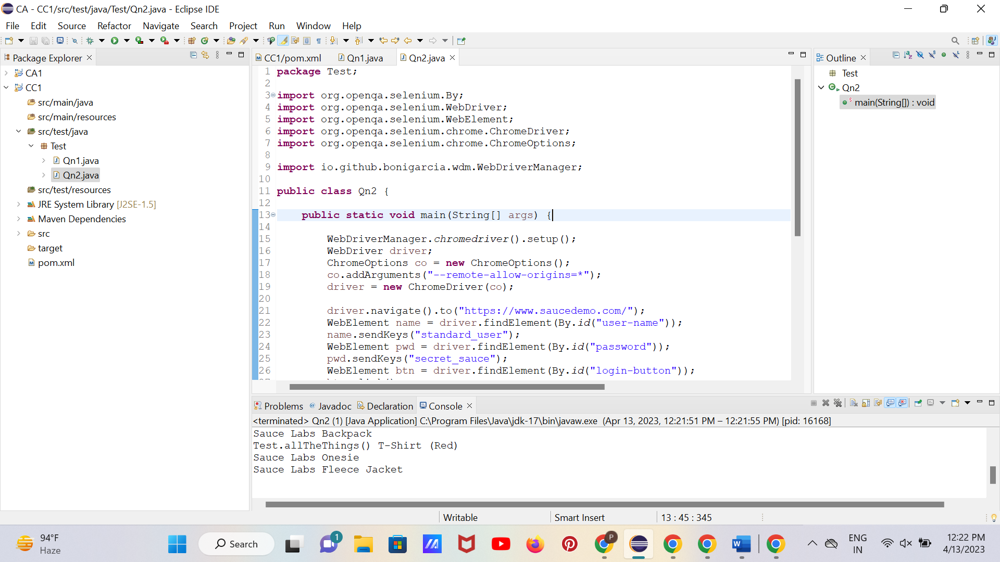 CA - CC1/src/test/java/Test/Qn2.java - Eclipse IDE
File Edit Source Refactor Navigate Search Project Run Window Help
Package Explorer
CA1
CC1
src/main/java
src/main/resources
src/test/java
Test
Qn1.java
Qn2.java
src/test/resources
JRE System Library [J2SE-1.5]
Maven Dependencies
src
target
pom.xml
CC1/pom.xml Qn1.java Qn2.java
1 package Test;
2
3 import org.openqa.selenium.By;
4 import org.openqa.selenium.WebDriver;
5 import org.openqa.selenium.WebElement;
6 import org.openqa.selenium.chrome.ChromeDriver;
7 import org.openqa.selenium.chrome.ChromeOptions;
8
9 import io.github.bonigarcia.wdm.WebDriverManager;
10
11 public class Qn2 {
12
13 public static void main(String[] args) {
14
15 WebDriverManager.chromedriver().setup();
16 WebDriver driver;
17 ChromeOptions co = new ChromeOptions();
18 co.addArguments("--remote-allow-origins=*");
19 driver = new ChromeDriver(co);
20
21 driver.navigate().to("https://www.saucedemo.com/");
22 WebElement name = driver.findElement(By.id("user-name"));
23 name.sendKeys("standard_user");
24 WebElement pwd = driver.findElement(By.id("password"));
25 pwd.sendKeys("secret_sauce");
26 WebElement btn = driver.findElement(By.id("login-button"));
Outline
Test
Qn2
main(String[]) : void
Problems Javadoc Declaration Console
<terminated> Qn2 (1) [Java Application] C:\Program Files\Java\jdk-17\bin\javaw.exe (Apr 13, 2023, 12:21:51 PM – 12:21:55 PM) [pid: 16168]
Sauce Labs Backpack
Test.allTheThings() T-Shirt (Red)
Sauce Labs Onesie
Sauce Labs Fleece Jacket
Writable Smart Insert 13 : 45 : 345
94°F
Haze
Search
1
P
ENG
IN
12:22 PM
4/13/2023